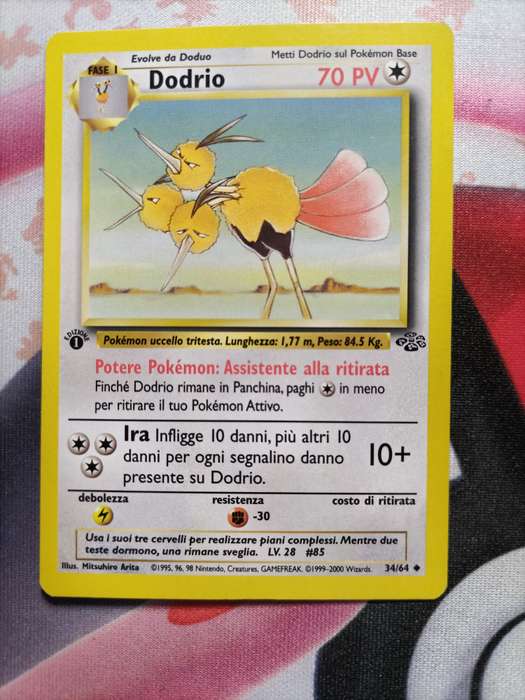 Evolve da Doduo
Metti Dodrio sul Pokémon Base
FASE 1
Dodrio
70 PV
EDIZIONE
1
Pokémon uccello tritesta. Lunghezza: 1,77 m, Peso: 84.5 Kg.
Potere Pokémon: Assistente alla ritirata
Finché Dodrio rimane in Panchina, paghi in meno
per ritirare il tuo Pokémon Attivo.
Ira Infligge 10 danni, più altri 10
danni per ogni segnalino danno
presente su Dodrio.
10+
debolezza
resistenza
costo di ritirata
-30
Usa i suoi tre cervelli per realizzare piani complessi. Mentre due
teste dormono, una rimane sveglia. LV. 28 #85
Illus. Mitsuhiro Arita
©1995, 96, 98 Nintendo, Creatures, GAMEFREAK. ©1999-2000 Wizards.
34/64